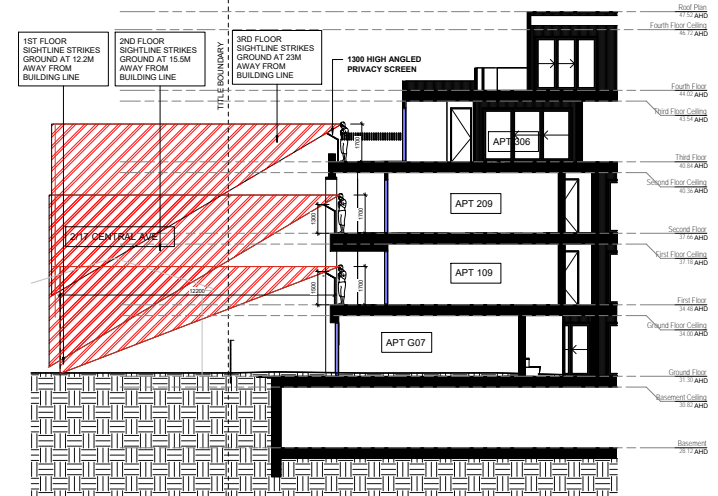 1ST FLOOR
SIGHTLINE STRIKES
GROUND AT 12.2M
AWAY FROM
BUILDING LINE
2ND FLOOR
SIGHTLINE STRIKES
GROUND AT 15.5M
AWAY FROM
BUILDING LINE
TITLE BOUNDARY
3RD FLOOR
SIGHTLINE STRIKES
GROUND AT 23M
AWAY FROM
BUILDING LINE
1300 HIGH ANGLED
PRIVACY SCREEN
Roof Plan
47.52 AHD
Fourth Floor Ceiling
46.72 AHD
Fourth Floor
44.02 AHD
Third Floor Ceiling
43.54 AHD
1700
APT 306
Third Floor
40.84 AHD
Second Floor Ceiling
40.36 AHD
1300
1700
APT 209
2/17 CENTRAL AVE
Second Floor
37.66 AHD
First Floor Ceiling
37.18 AHD
12200
1500
1700
APT 109
First Floor
34.48 AHD
Ground Floor Ceiling
34.00 AHD
APT G07
Ground Floor
31.30 AHD
Basement Ceiling
30.82 AHD
Basement
28.12 AHD